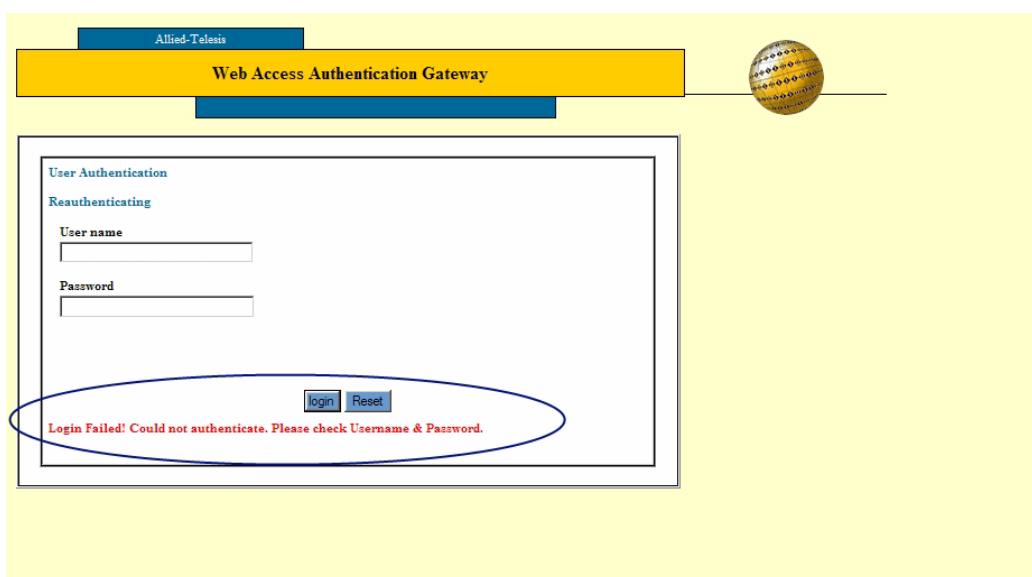 Allied-Telesis
Web Access Authentication Gateway
User Authentication
Reauthenticating
User name
Password
login Reset
Login Failed! Could not authenticate. Please check Username & Password.